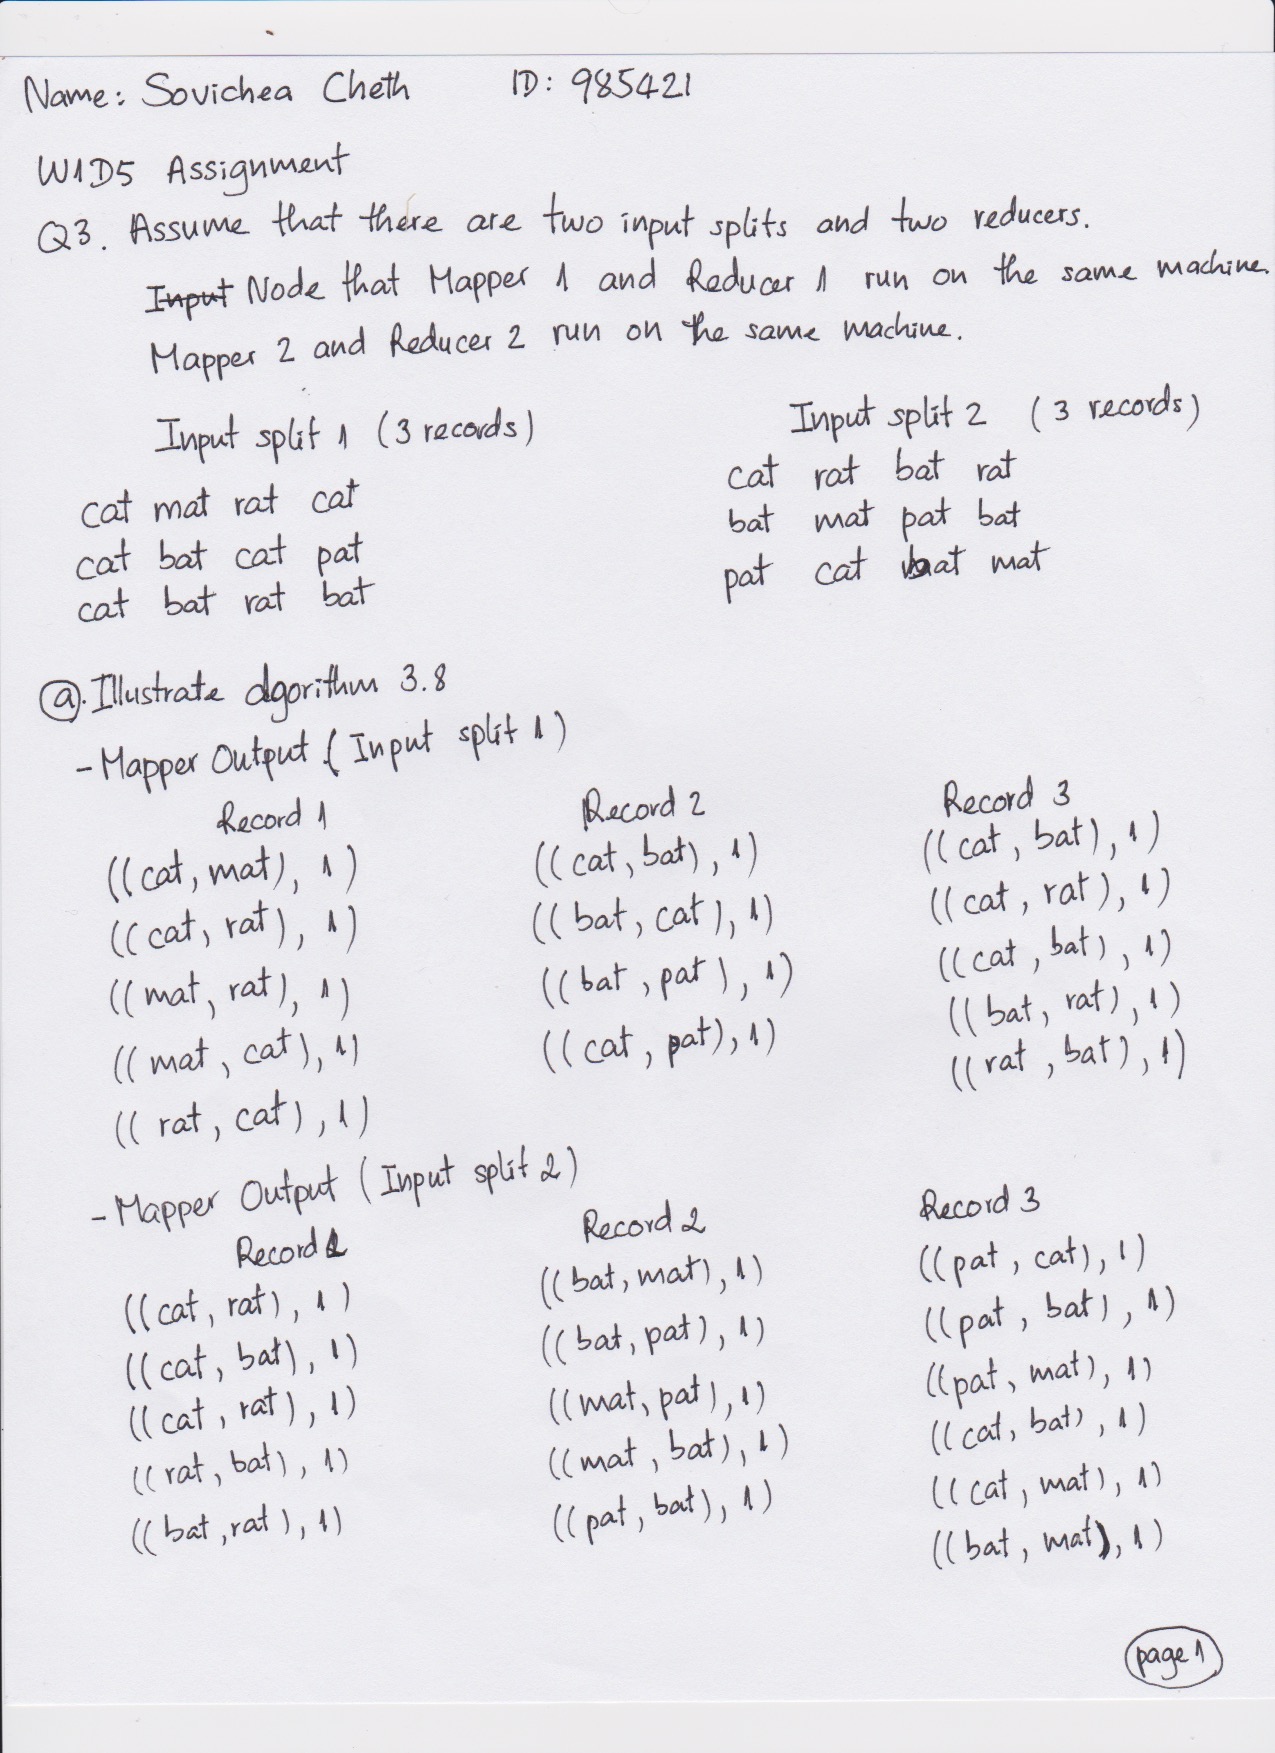 Name: Sovichea Cheth ID: 985421
W1D5 Assignment
Q3. Assume that there are two input splits and two reducers.
Input Node that Mapper 1 and Reducer 1 run on the same machine.
Mapper 2 and Reducer 2 run on the same machine.
Input split 1 (3 records) Input split 2 (3 records)
cat mat rat cat cat rat bat rat
cat bat cat pat bat mat pat bat
cat bat rat bat pat cat bat mat
a. Illustrate algorithm 3.8
- Mapper Output (Input split 1)
Record 1 Record 2 Record 3
((cat, mat), 1) ((cat, bat), 1) ((cat, bat), 1)
((cat, rat), 1) ((bat, cat), 1) ((cat, rat), 1)
((mat, rat), 1) ((bat, pat), 1) ((cat, bat), 1)
((mat, cat), 1) ((cat, pat), 1) ((bat, rat), 1)
((rat, cat), 1) ((rat, bat), 1)
- Mapper Output (Input split 2)
Record 1 Record 2 Record 3
((cat, rat), 1) ((bat, mat), 1) ((pat, cat), 1)
((cat, bat), 1) ((bat, pat), 1) ((pat, bat), 1)
((cat, rat), 1) ((mat, pat), 1) ((pat, mat), 1)
((rat, bat), 1) ((mat, bat), 1) ((cat, bat), 1)
((bat, rat), 1) ((pat, bat), 1) ((cat, mat), 1)
((bat, mat), 1)
page 1